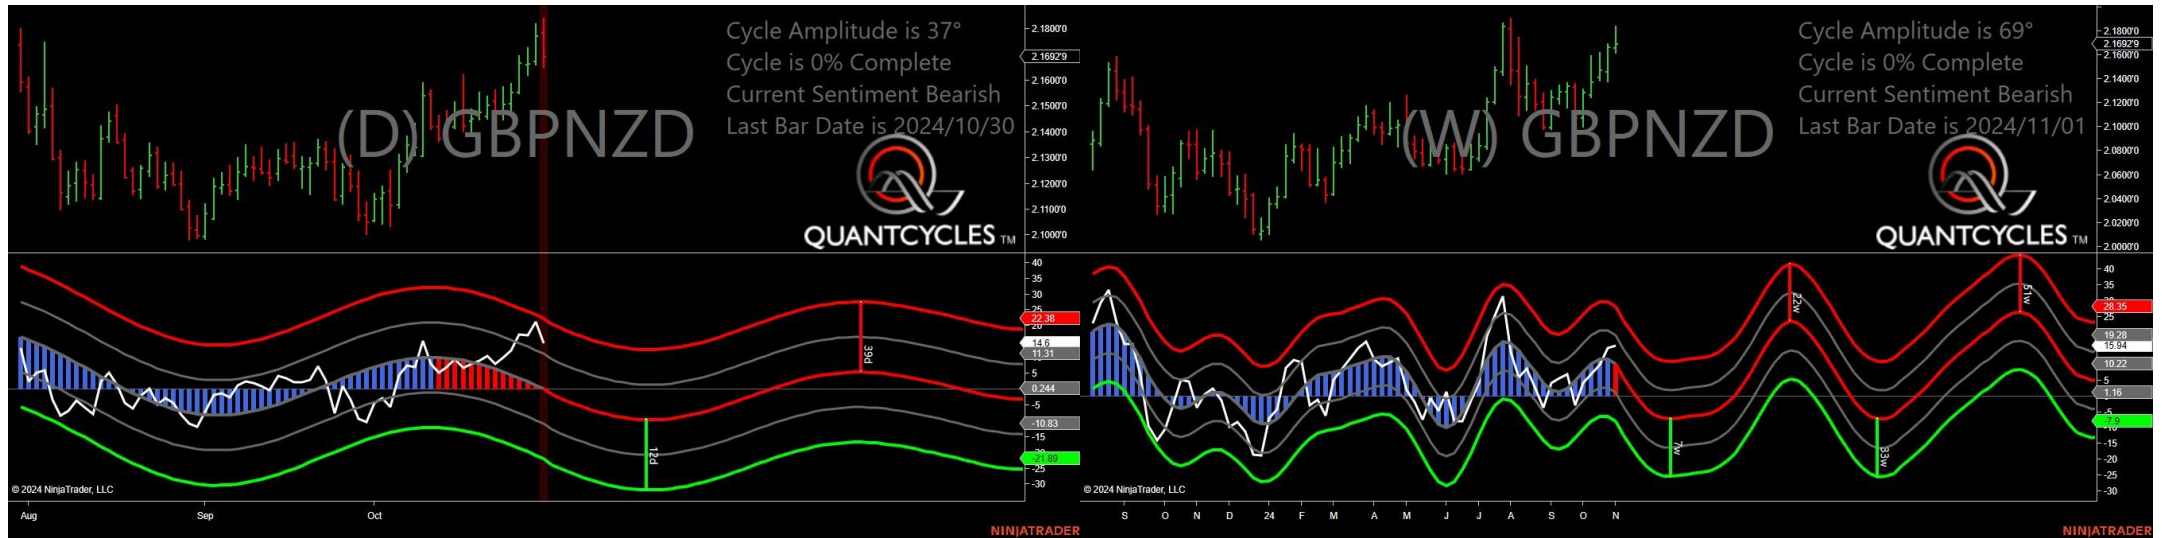 Cycle Amplitude is 37°
Cycle is 0% Complete
Current Sentiment Bearish
Last Bar Date is 2024/10/30
(D) GBPNZD
QUANTCYCLES TM
2.1800'0
2.1692'9
2.1600'0
2.1500'0
2.1400'0
2.1300'0
2.1200'0
2.1100'0
2.1000'0
40
35
30
22.38
14.6
11.31
5
0.244
-5
-10.83
-15
-21.89
-25
-30
39d
12d
© 2024 NinjaTrader, LLC
Aug Sep Oct
NINJATRADER
Cycle Amplitude is 69°
Cycle is 0% Complete
Current Sentiment Bearish
Last Bar Date is 2024/11/01
(W) GBPNZD
QUANTCYCLES TM
2.1800'0
2.1692'9
2.1600'0
2.1400'0
2.1200'0
2.1000'0
2.0800'0
2.0600'0
2.0400'0
2.0200'0
2.0000'0
40
35
28.35
25
19.28
15.94
10.22
5
1.16
-7.9
-15
-20
-25
-30
22w
51w
7w
33w
© 2024 NinjaTrader, LLC
S O N D 24 F M A M J J A S O N
NINJATRADER